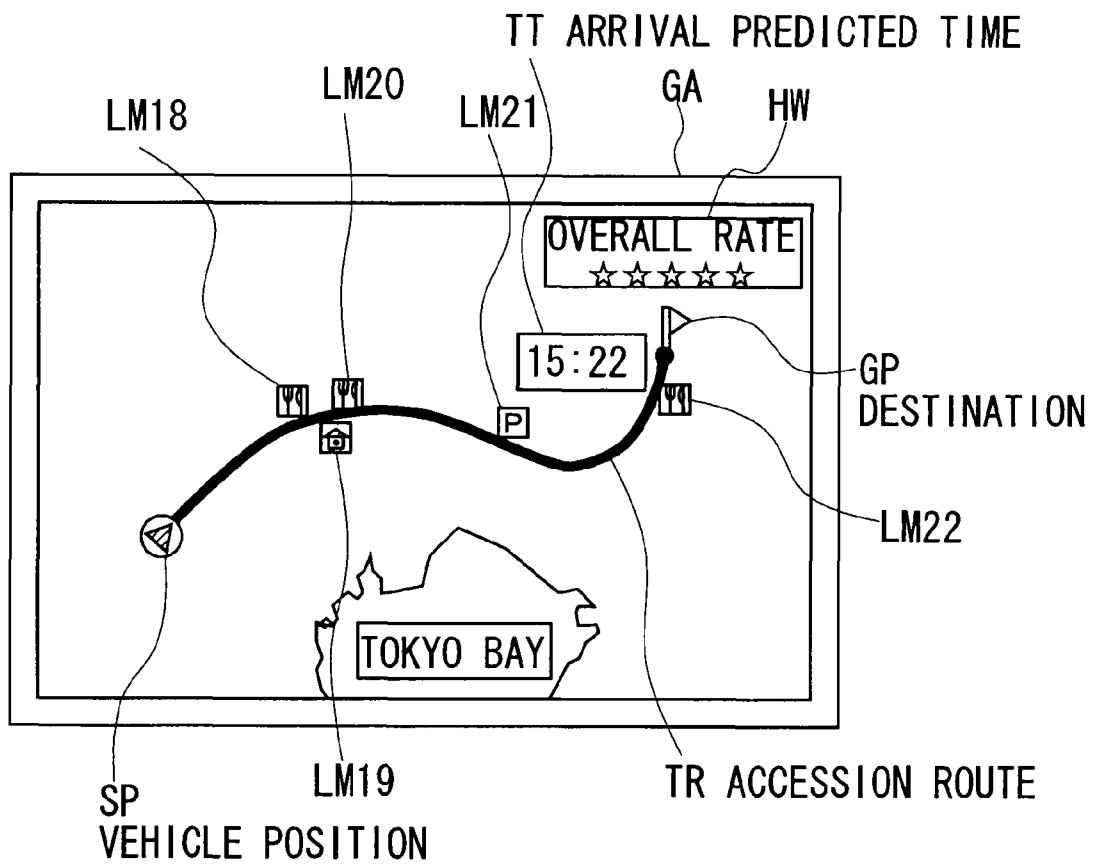 TT ARRIVAL PREDICTED TIME
LM20
GA
LM21
HW
LM18
OVERALL RATE
☆☆☆☆☆
15:22
GP
DESTINATION
P
LM22
TOKYO BAY
LM19
TR ACCESSION ROUTE
SP
VEHICLE POSITION